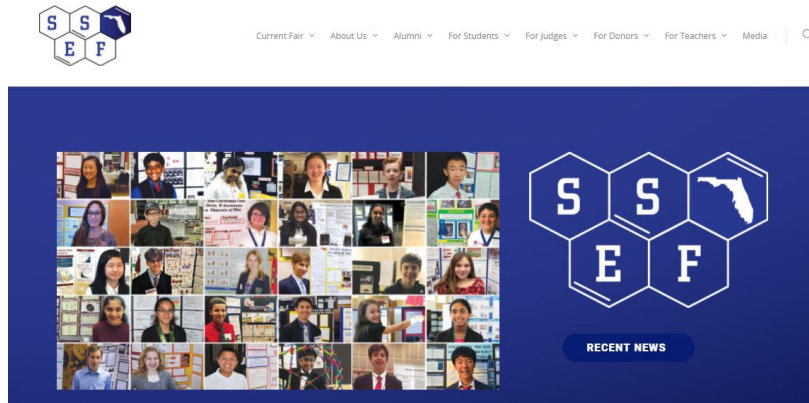 S S
E F
Current Fair About Us Alumni For Students For Judges For Donors For Teachers Media
S S
E F
RECENT NEWS